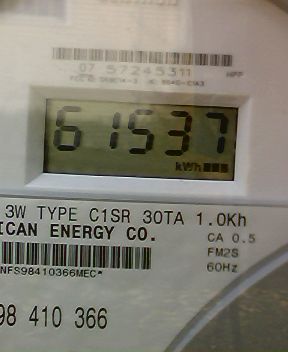 07 57245311 HPP
61537
kWh
3W TYPE C1SR 30TA 1.0Kh
ICAN ENERGY CO.
CA 0.5
FM2S
60Hz
NFS98410366MEC*
98 410 366